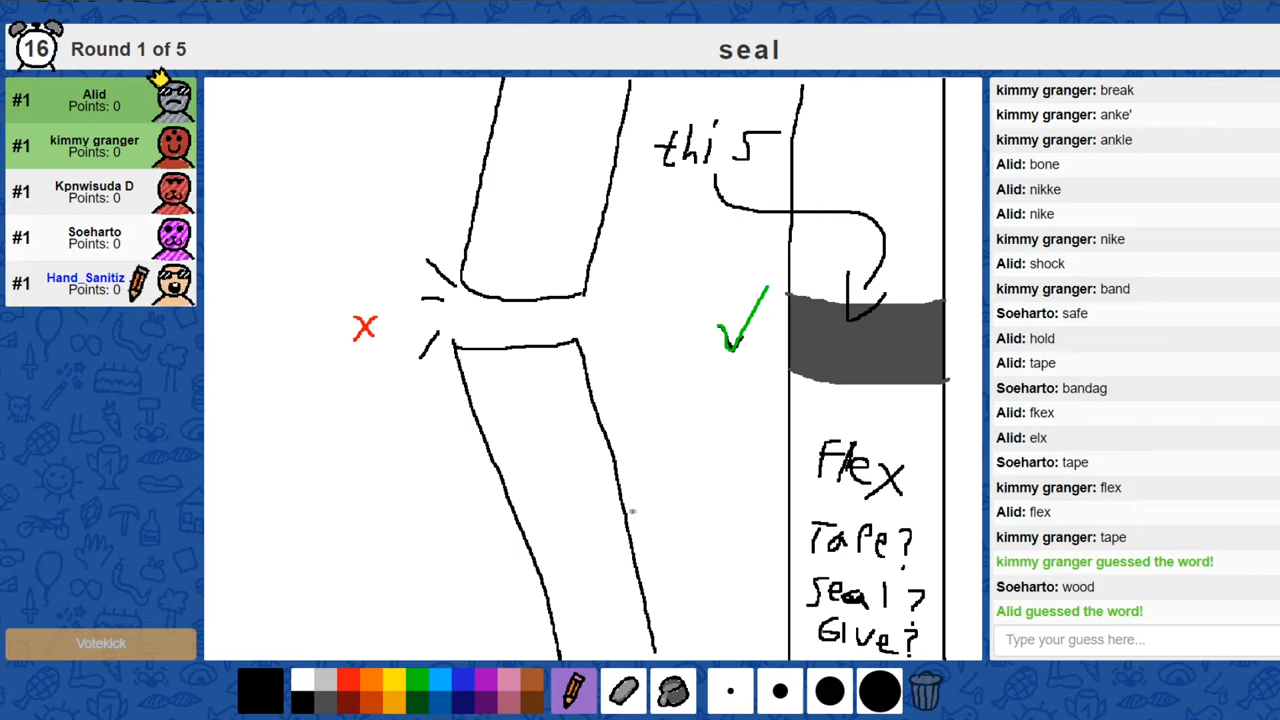 16
Round 1 of 5
seal
#1 Alid
Points: 0
#1 kimmy granger
Points: 0
#1 Kpnwisuda D
Points: 0
#1 Soeharto
Points: 0
#1 Hand_Sanitiz
Points: 0
Votekick
this
x
Flex
Tape?
Seal?
Glve?
kimmy granger: break
kimmy granger: anke'
kimmy granger: ankle
Alid: bone
Alid: nikke
Alid: nike
kimmy granger: nike
Alid: shock
kimmy granger: band
Soeharto: safe
Alid: hold
Alid: tape
Soeharto: bandag
Alid: fkex
Alid: elx
Soeharto: tape
kimmy granger: flex
Alid: flex
kimmy granger: tape
kimmy granger guessed the word!
Soeharto: wood
Alid guessed the word!
Type your guess here...